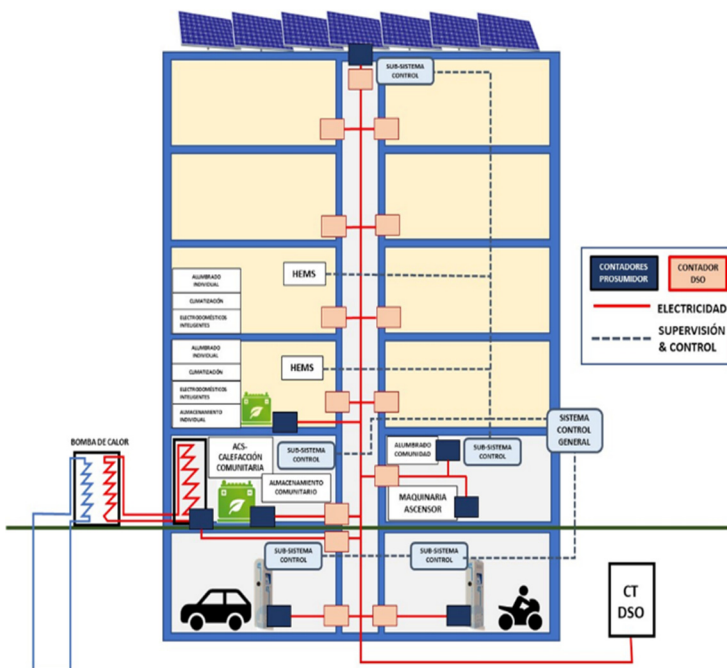 SUB-SISTEMA
CONTROL
HEMS
ALUMBRADO
INDIVIDUAL
CLIMATIZACIÓN
ELECTRODOMÉSTICOS
INTELIGENTES
HEMS
ALUMBRADO
INDIVIDUAL
CLIMATIZACIÓN
ELECTRODOMÉSTICOS
INTELIGENTES
ALMACENAMIENTO
INDIVIDUAL
CONTADORES
PROSUMIDOR
CONTADOR
DSO
ELECTRICIDAD
SUPERVISIÓN
& CONTROL
SISTEMA
CONTROL
GENERAL
BOMBA DE CALOR
ACS-
CALEFACCIÓN
COMUNITARIA
SUB-SISTEMA
CONTROL
ALMACENAMIENTO
COMUNITARIO
ALUMBRADO
COMUNIDAD
SUB-SISTEMA
CONTROL
MAQUINARIA
ASCENSOR
SUB-SISTEMA
CONTROL
SUB-SISTEMA
CONTROL
CT
DSO